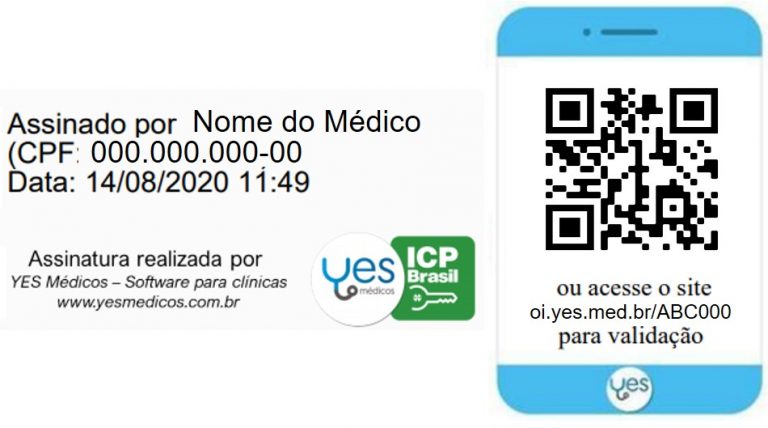 Assinado por Nome do Médico
(CPF: 000.000.000-00
Data: 14/08/2020 11:49
Assinatura realizada por
YES Médicos – Software para clínicas
www.yesmedicos.com.br
yes
médicos
ICP
Brasil
ou acesse o site
oi.yes.med.br/ABC000
para validação
yes